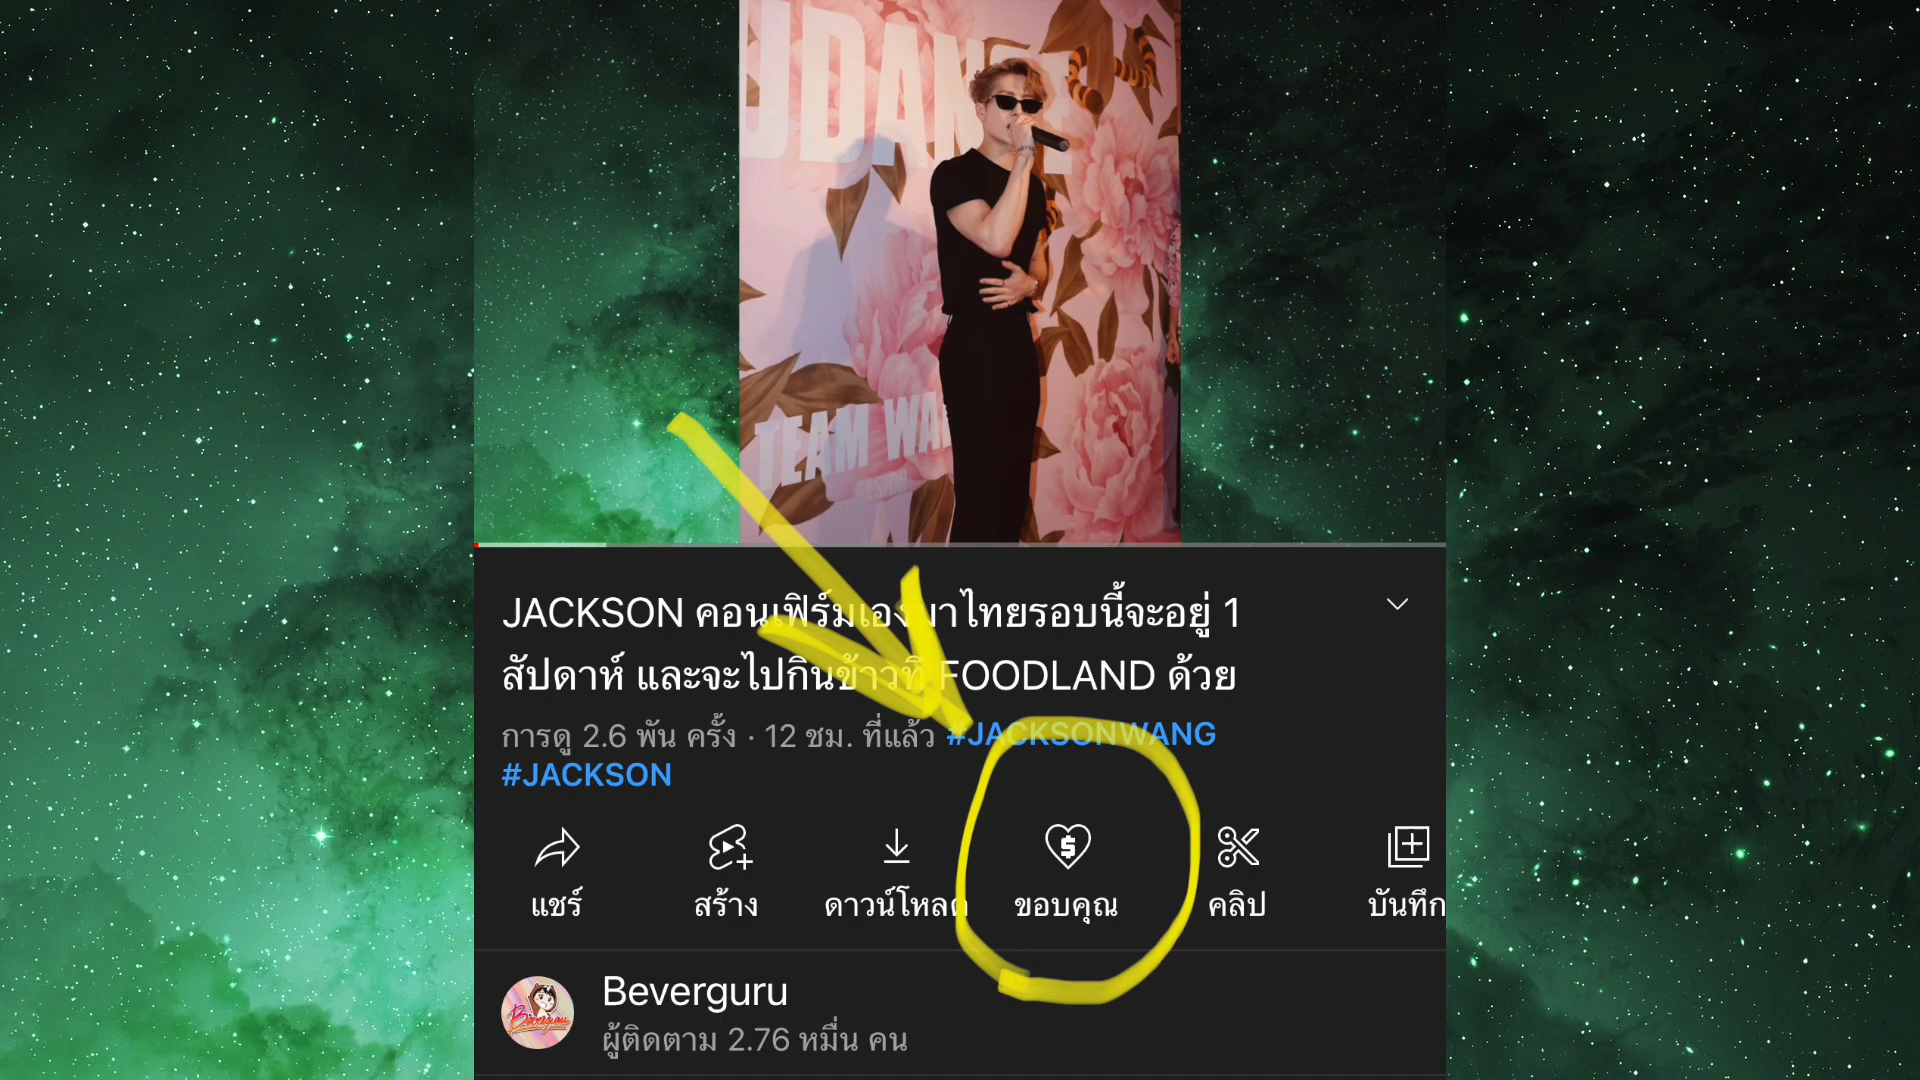 UDANCE
TEAM WAN
DESIGN
JACKSON คอนเฟิร์มเองมาไทยรอบนี้จะอยู่ 1
สัปดาห์ และจะไปกินข้าวที่ FOODLAND ด้วย
การดู 2.6 พัน ครั้ง · 12 ชม. ที่แล้ว #JACKSONWANG
#JACKSON
แชร์ สร้าง ดาวน์โหลด ขอบคุณ คลิป บันทึก
Beverguru
Beverguru
ผู้ติดตาม 2.76 หมื่น คน